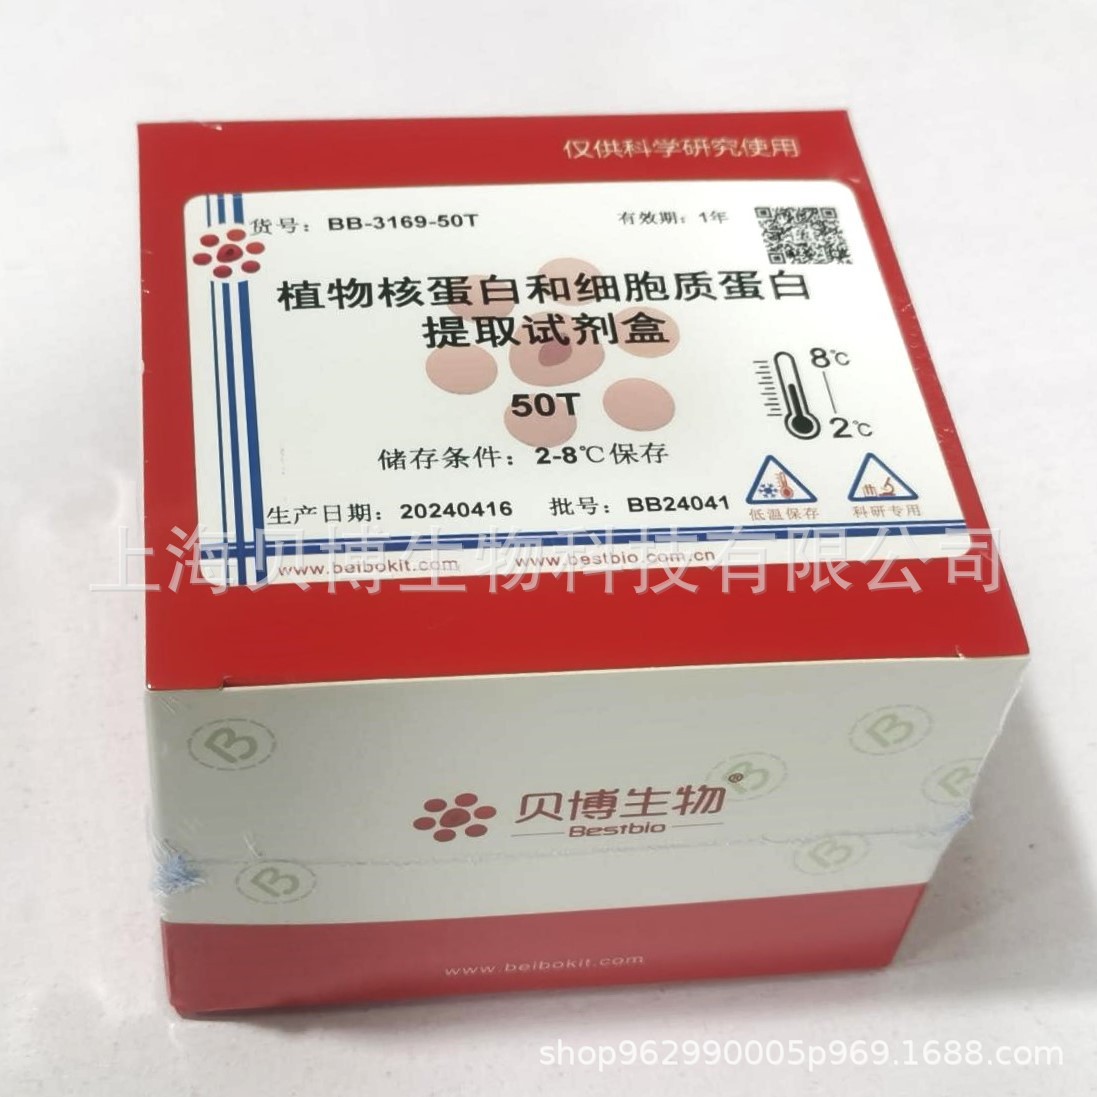 仅供科学研究使用
货号：BB-3169-50T 有效期：1年
植物核蛋白和细胞质蛋白
提取试剂盒
50T
8℃
2℃
储存条件：2-8℃保存
生产日期：20240416 批号：BB24041
低温保存 科研专用
上海贝博生物科技有限公司
www.beibokit.com www.bestbio.com.cn
B
B
B
B
贝博生物®
Bestbio
B
B
www.beibokit.com
shop962990005p969.1688.com